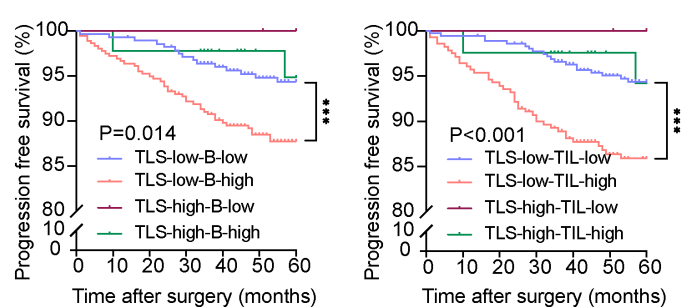 Progression free survival (%)
100
95
90
85
80
10
0
P=0.014
TLS-low-B-low
TLS-low-B-high
TLS-high-B-low
TLS-high-B-high
***
0 10 20 30 40 50 60
Time after surgery (months)
Progression free survival (%)
100
95
90
85
80
10
0
P<0.001
TLS-low-TIL-low
TLS-low-TIL-high
TLS-high-TIL-low
TLS-high-TIL-high
***
0 10 20 30 40 50 60
Time after surgery (months)